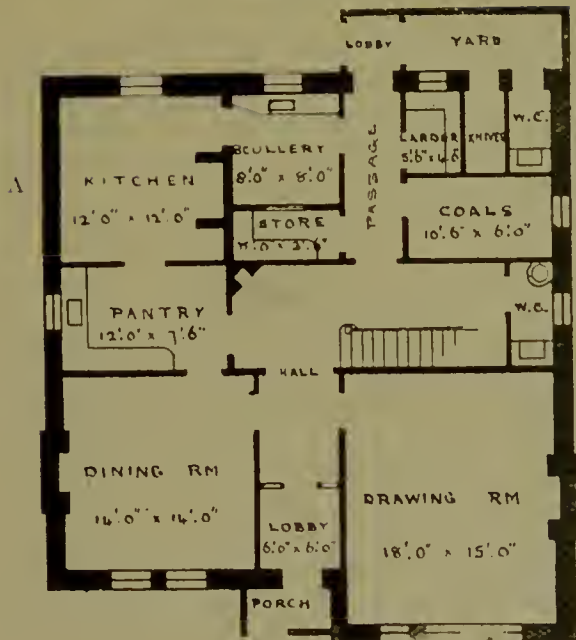 LOBBY
YARD
W.C.
LARDER
KNIVES
PASSAGE
SCULLERY
8'.0" x 8'.0"
A
KITCHEN
12'.0" x 12'.0"
STORE
COALS
10'.6" x 6'.0"
W.C.
PANTRY
12'.0" x 7'.6"
HALL
DINING RM
14'.0" x 14'.0"
DRAWING RM
18'.0" x 15'.0"
LOBBY
6'.0" x 6'.0"
PORCH